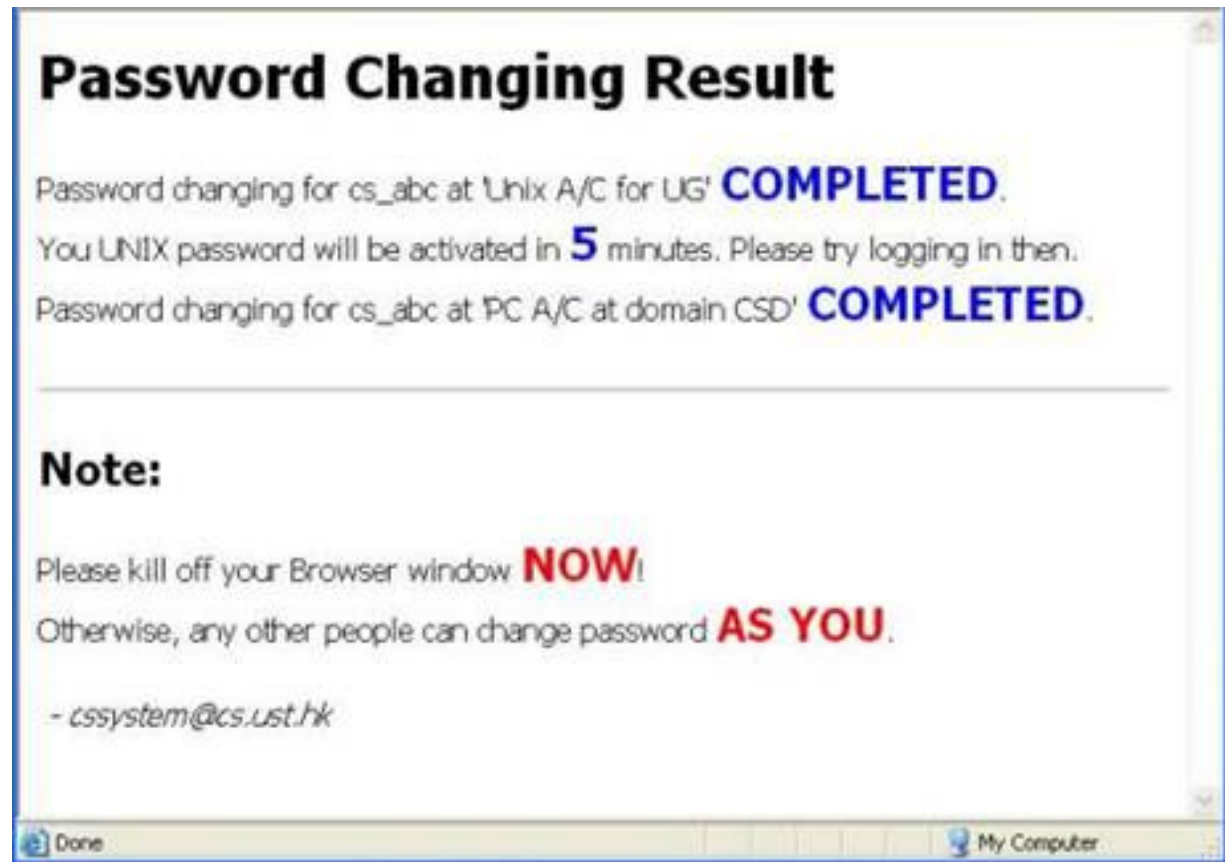 Password Changing Result
Password changing for cs_abc at 'Unix A/C for UG' COMPLETED.
You UNIX password will be activated in 5 minutes. Please try logging in then.
Password changing for cs_abc at 'PC A/C at domain CSD' COMPLETED.
Note:
Please kill off your Browser window NOW!
Otherwise, any other people can change password AS YOU.
- cssystem@cs.ust.hk
Done
My Computer